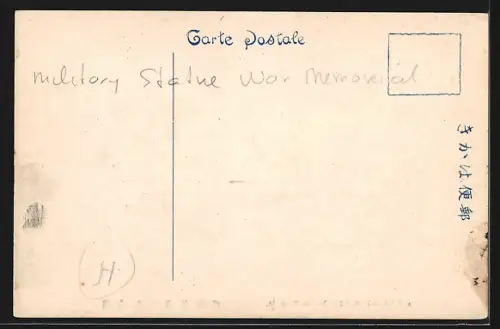 Carte Postale
military Statue War Memorial
きかは便郵
H
M